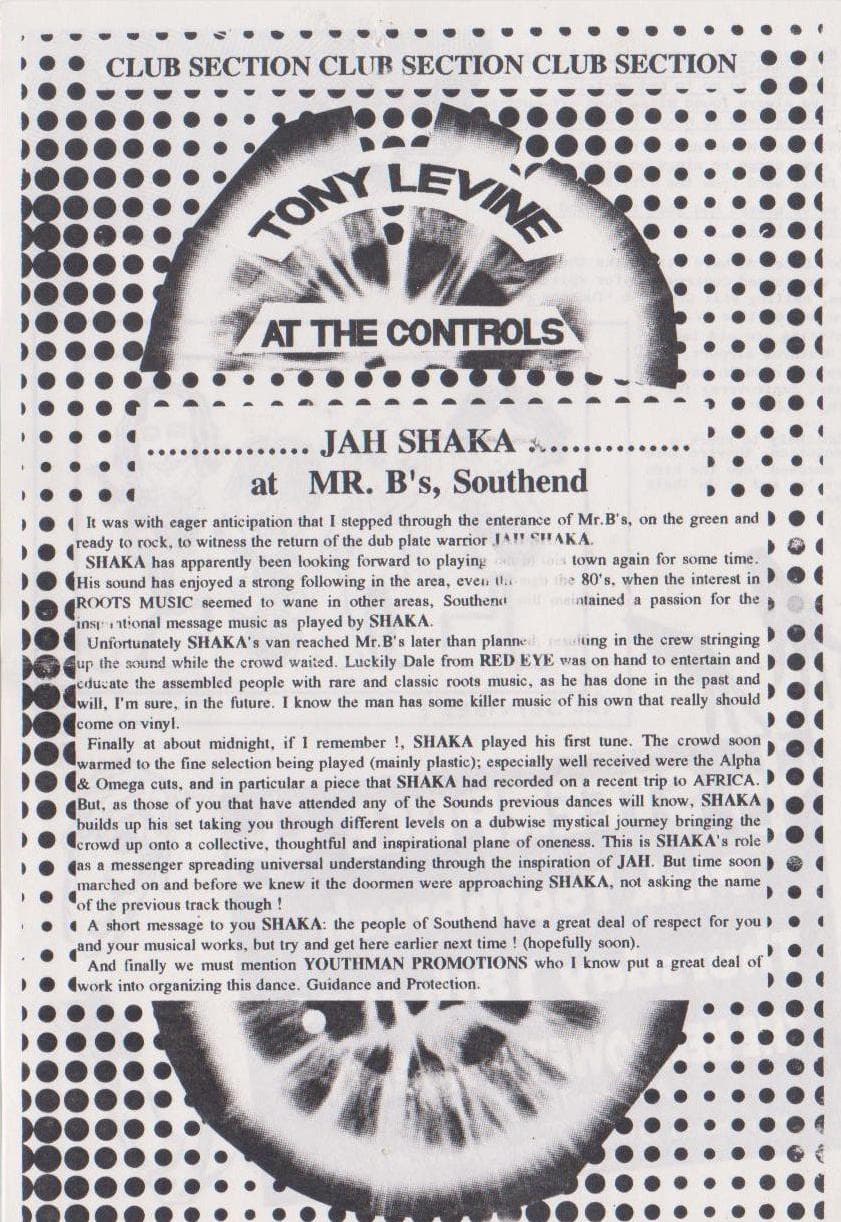 CLUB SECTION CLUB SECTION CLUB SECTION
TONY LEVINE
AT THE CONTROLS
................ JAH SHAKA ................
at MR. B's, Southend
It was with eager anticipation that I stepped through the enterance of Mr.B's, on the green and
ready to rock, to witness the return of the dub plate warrior JAH SHAKA.
SHAKA has apparently been looking forward to playing town again for some time.
His sound has enjoyed a strong following in the area, even the 80's, when the interest in
ROOTS MUSIC seemed to wane in other areas, Southend maintained a passion for the
inspirational message music as played by SHAKA.
Unfortunately SHAKA's van reached Mr.B's later than planned, resulting in the crew stringing
up the sound while the crowd waited. Luckily Dale from RED EYE was on hand to entertain and
educate the assembled people with rare and classic roots music, as he has done in the past and
will, I'm sure, in the future. I know the man has some killer music of his own that really should
come on vinyl.
Finally at about midnight, if I remember !, SHAKA played his first tune. The crowd soon
warmed to the fine selection being played (mainly plastic); especially well received were the Alpha
& Omega cuts, and in particular a piece that SHAKA had recorded on a recent trip to AFRICA.
But, as those of you that have attended any of the Sounds previous dances will know, SHAKA
builds up his set taking you through different levels on a dubwise mystical journey bringing the
crowd up onto a collective, thoughtful and inspirational plane of oneness. This is SHAKA's role
as a messenger spreading universal understanding through the inspiration of JAH. But time soon
marched on and before we knew it the doormen were approaching SHAKA, not asking the name
of the previous track though !
A short message to you SHAKA: the people of Southend have a great deal of respect for you
and your musical works, but try and get here earlier next time ! (hopefully soon).
And finally we must mention YOUTHMAN PROMOTIONS who I know put a great deal of
work into organizing this dance. Guidance and Protection.